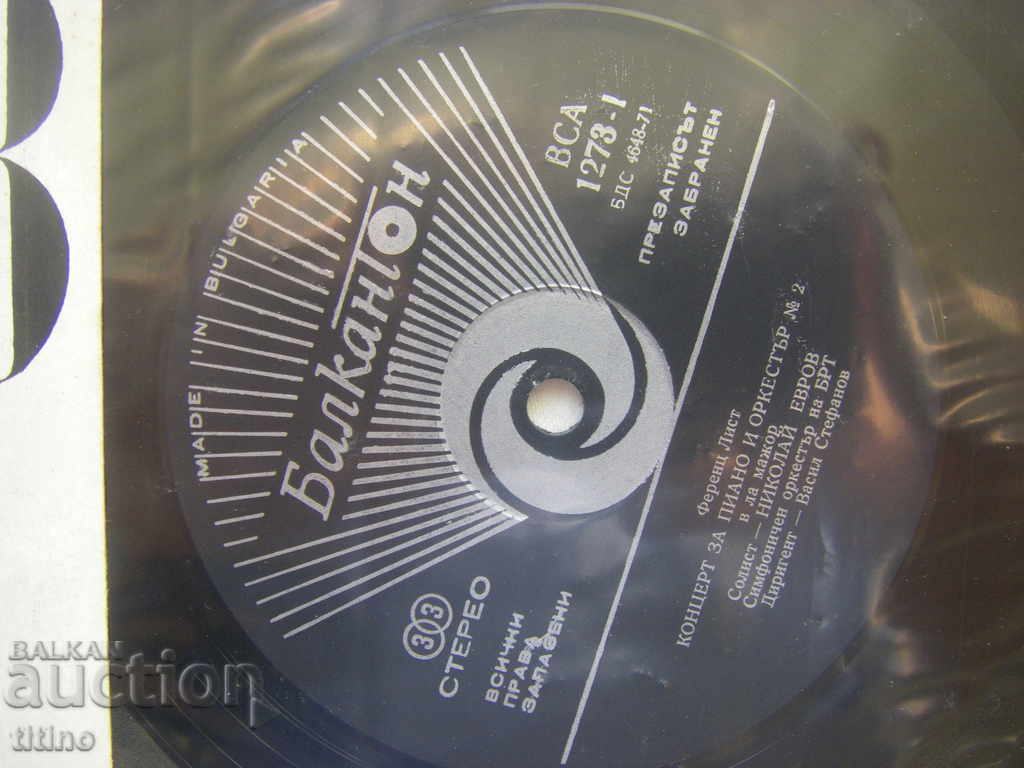 MADE IN BULGARIA
Балкантон
ВСА
1273-I
БДС 4648-71
ПРЕЗАПИСЪТ
ЗАБРАНЕН
33
СТЕРЕО
ВСИЧКИ
ПРАВА
ЗАПАЗЕНИ
Ференц Лист
КОНЦЕРТ ЗА ПИАНО И ОРКЕСТЪР № 2
в ла мажор
Солист — НИКОЛАЙ ЕВРОВ
Симфоничен оркестър на БРТ
Диригент — Васил Стефанов
BALKAN
auction
titino